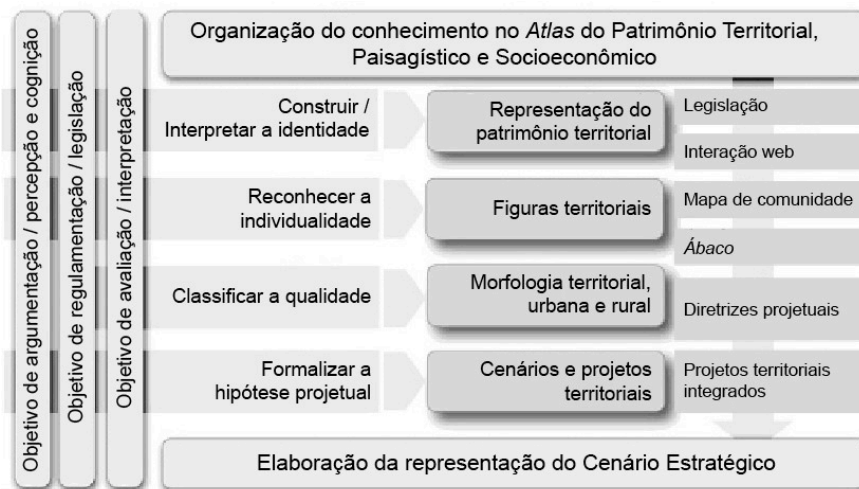 Objetivo de argumentação / percepção e cognição
Objetivo de regulamentação / legislação
Objetivo de avaliação / interpretação
Organização do conhecimento no Atlas do Patrimônio Territorial,
Paisagístico e Socioeconômico
Construir /
Interpretar a identidade
Representação do
patrimônio territorial
Legislação
Interação web
Reconhecer a
individualidade
Figuras territoriais
Mapa de comunidade
Ábaco
Classificar a qualidade
Morfologia territorial,
urbana e rural
Diretrizes projetuais
Formalizar a
hipótese projetual
Cenários e projetos
territoriais
Projetos territoriais
integrados
Elaboração da representação do Cenário Estratégico